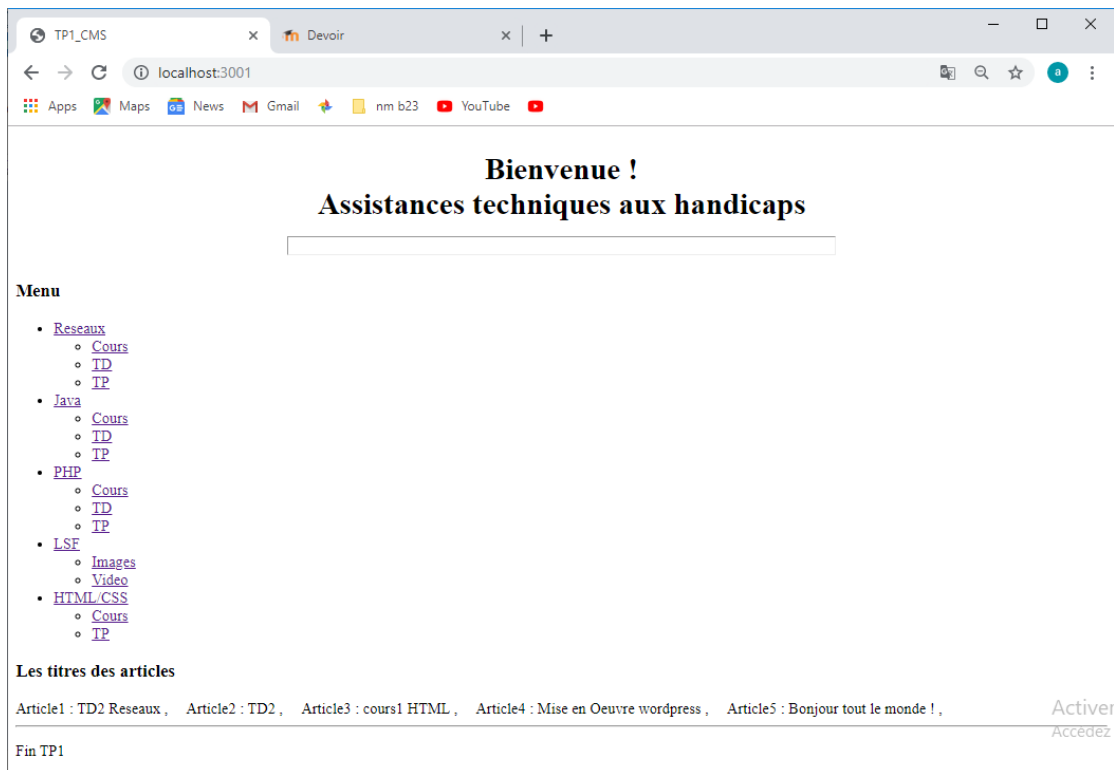 TP1_CMS
Devoir
localhost:3001
a
Apps Maps News Gmail nm b23 YouTube
Bienvenue !
Assistances techniques aux handicaps
Menu
Reseaux
Cours
TD
TP
Java
Cours
TD
TP
PHP
Cours
TD
TP
LSF
Images
Video
HTML/CSS
Cours
TP
Les titres des articles
Article1 : TD2 Reseaux , Article2 : TD2 , Article3 : cours1 HTML , Article4 : Mise en Oeuvre wordpress , Article5 : Bonjour tout le monde ! ,
Activer
Accédez
Fin TP1